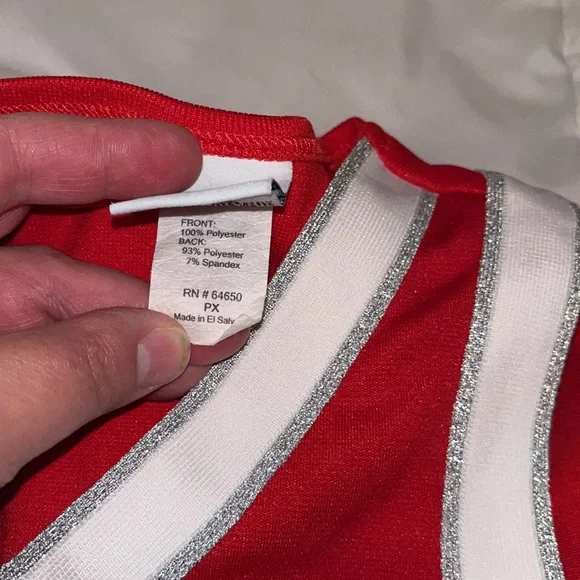 FRONT:
100% Polyester
BACK:
93% Polyester
7% Spandex
RN # 64650
PX
Made in El Salv